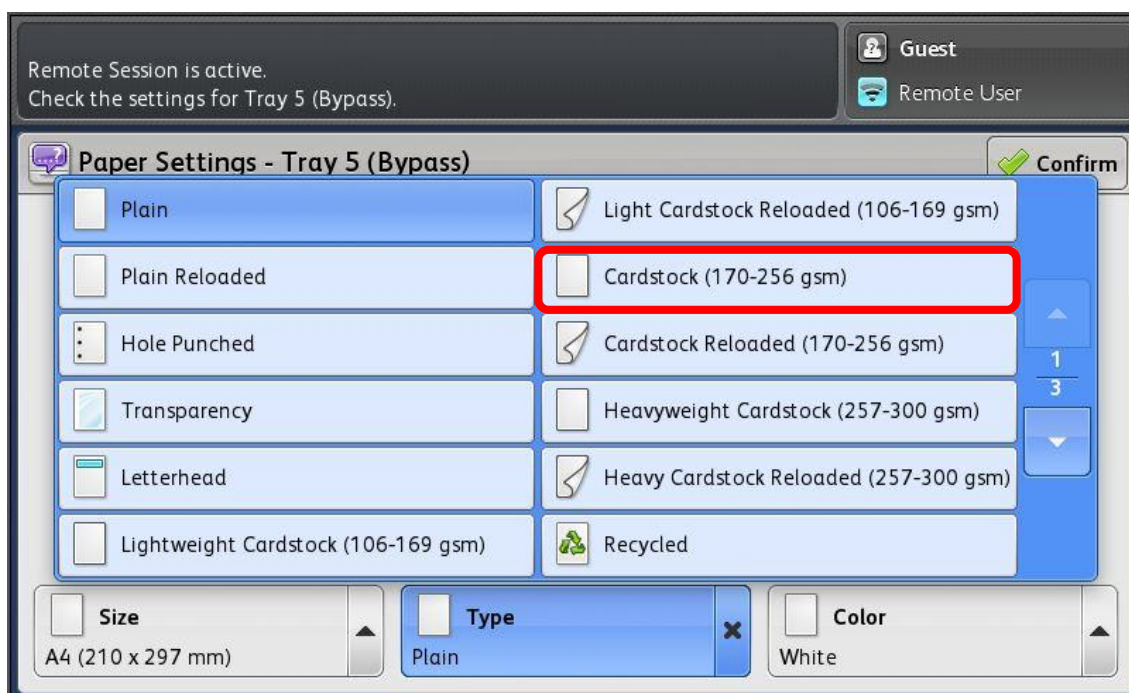 Remote Session is active.
Check the settings for Tray 5 (Bypass).
Guest
Remote User
Paper Settings - Tray 5 (Bypass)
Confirm
Plain
Plain Reloaded
Hole Punched
Transparency
Letterhead
Lightweight Cardstock (106-169 gsm)
Light Cardstock Reloaded (106-169 gsm)
Cardstock (170-256 gsm)
Cardstock Reloaded (170-256 gsm)
Heavyweight Cardstock (257-300 gsm)
Heavy Cardstock Reloaded (257-300 gsm)
Recycled
1
3
Size
A4 (210 x 297 mm)
Type
Plain
Color
White